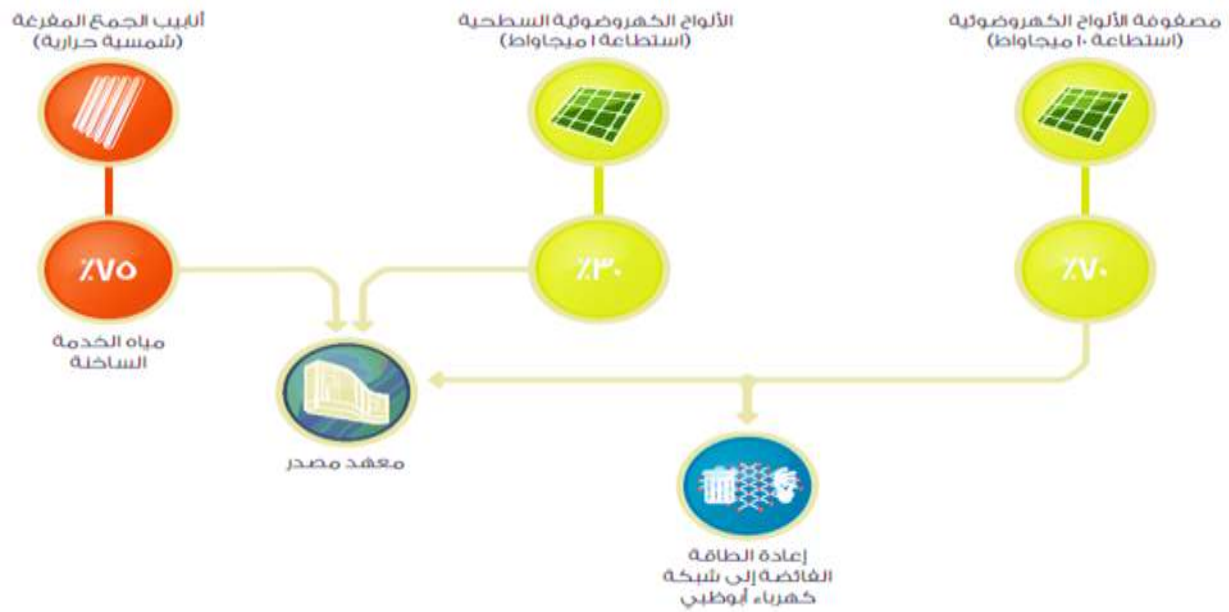 مصفوفة الألواح الكهروضوئية
(استطاعة ١٠ ميجاواط)
الألواح الكهروضوئية السطحية
(استطاعة ١ ميجاواط)
أنابيب الجمع المفرغة
(شمسية حرارية)
٪٧٠
٪٣٠
٪٧٥
مياه الخدمة
الساخنة
معهد مصدر
إعادة الطاقة
الفائضة إلى شبكة
كهرباء أبوظبي